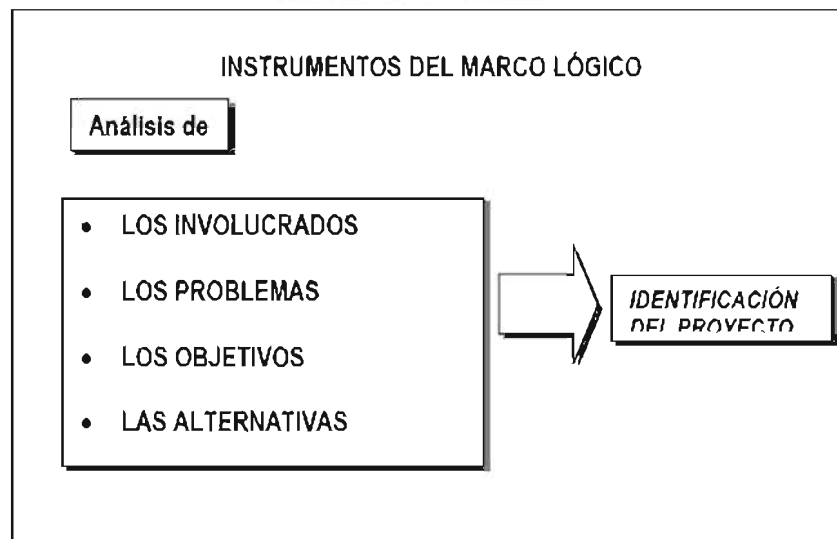 INSTRUMENTOS DEL MARCO LÓGICO
Análisis de
• LOS INVOLUCRADOS
• LOS PROBLEMAS
• LOS OBJETIVOS
• LAS ALTERNATIVAS
IDENTIFICACIÓN
DEL PROYECTO